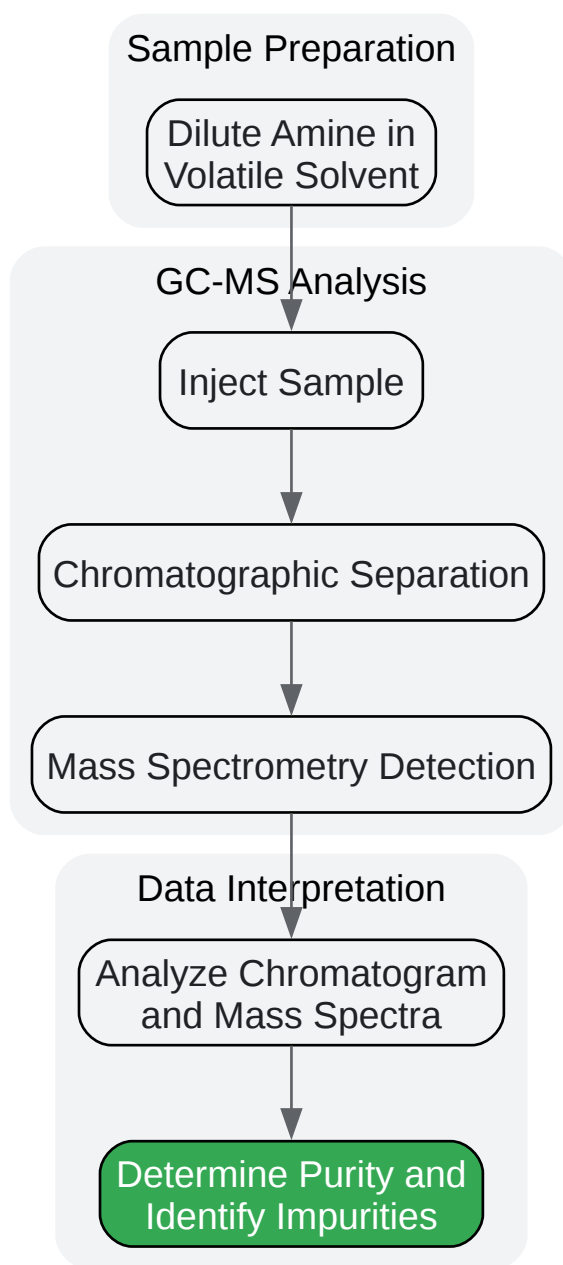 Sample Preparation
Dilute Amine in
Volatile Solvent
GC-MS Analysis
Inject Sample
Chromatographic Separation
Mass Spectrometry Detection
Data Interpretation
Analyze Chromatogram
and Mass Spectra
Determine Purity and
Identify Impurities